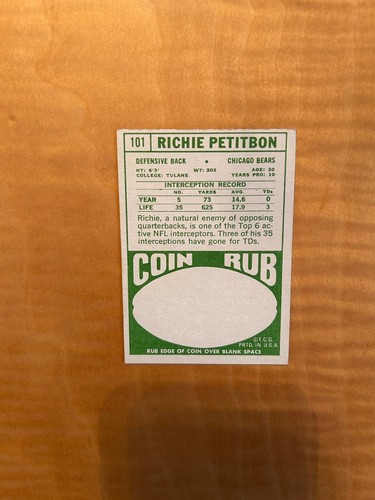 101 RICHIE PETITBON
DEFENSIVE BACK • CHICAGO BEARS
HT: 6'3" WT: 205 AGE: 30
COLLEGE: TULANE YEARS PRO: 10
INTERCEPTION RECORD
NO. YARDS AVG. TDs
YEAR 5 73 14.6 0
LIFE 35 625 17.9 3
Richie, a natural enemy of opposing
quarterbacks, is one of the Top 6 ac-
tive NFL interceptors. Three of his 35
interceptions have gone for TDs.
COIN RUB
©T.C.G.
PRTD. IN U.S.A.
RUB EDGE OF COIN OVER BLANK SPACE